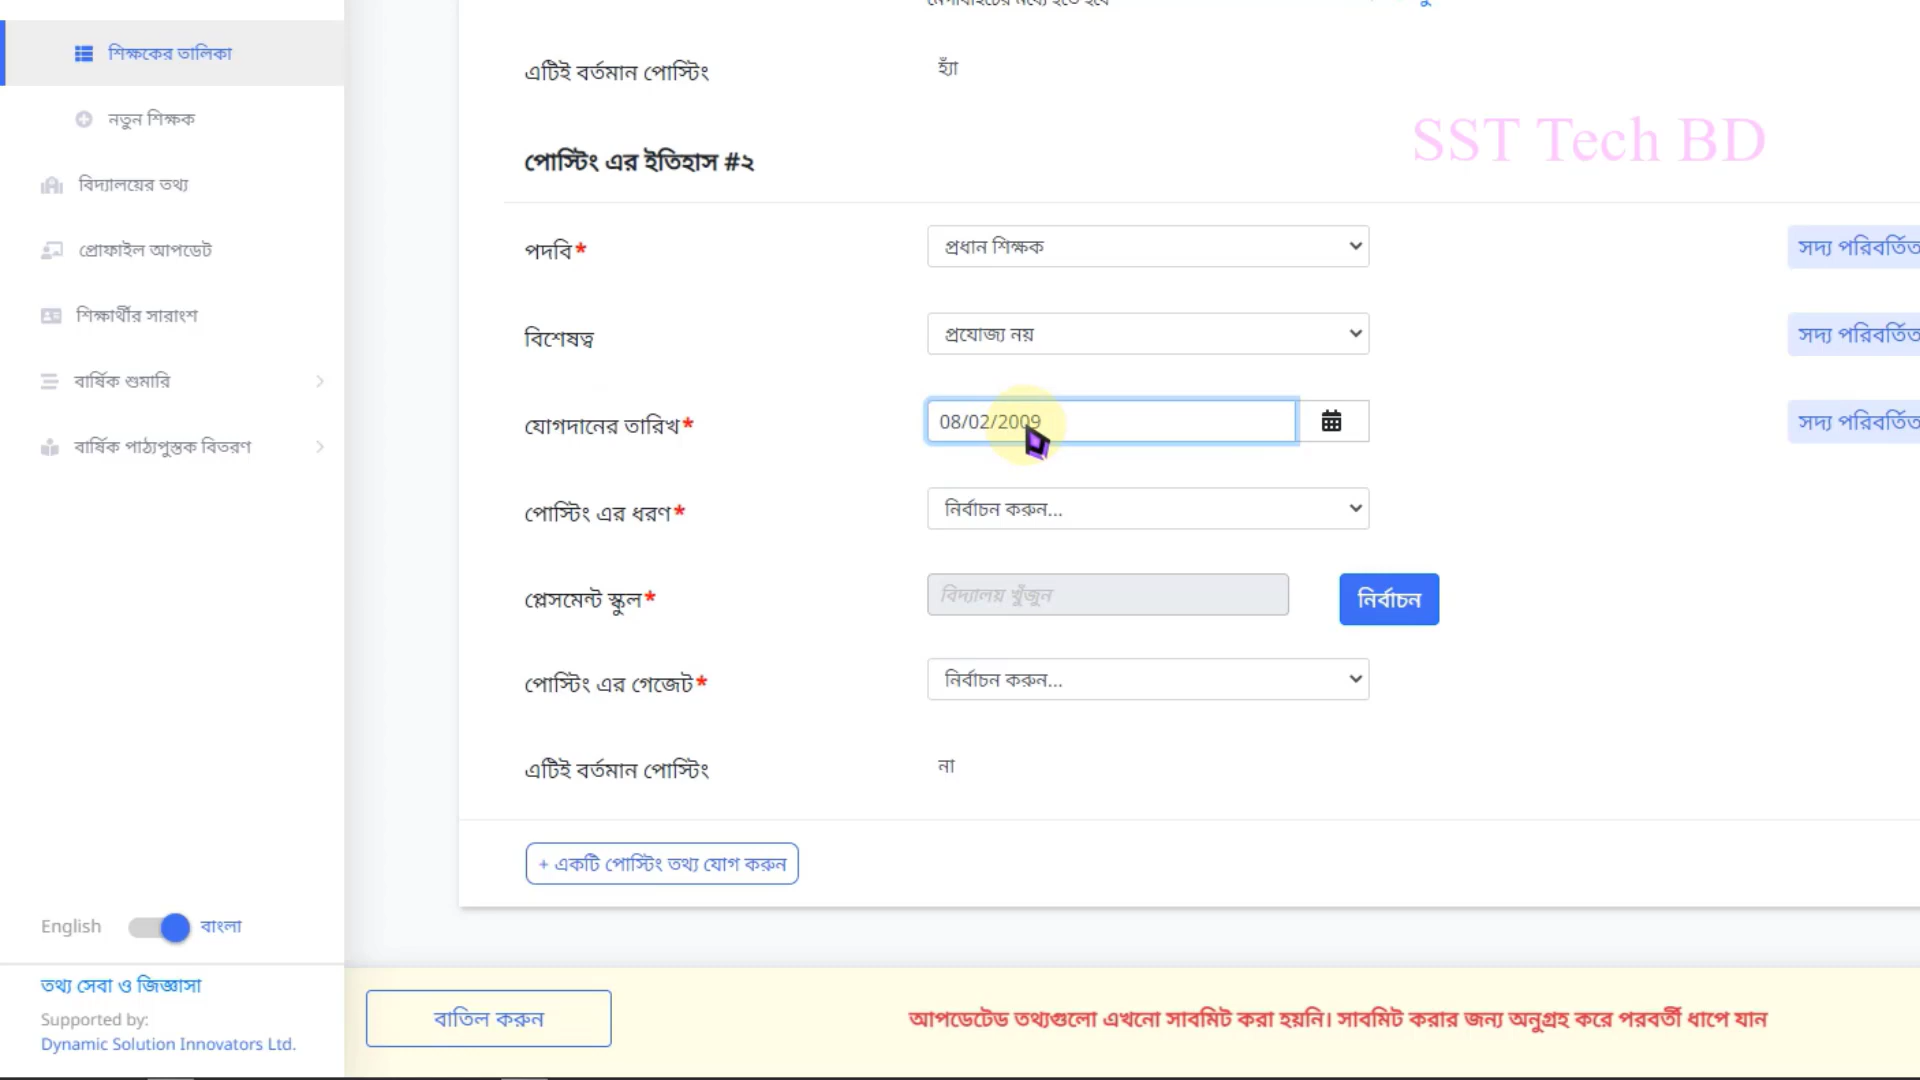 শিক্ষকের তালিকা
নতুন শিক্ষক
বিদ্যালয়ের তথ্য
প্রোফাইল আপডেট
শিক্ষার্থীর সারাংশ
বার্ষিক শুমারি
বার্ষিক পাঠ্যপুস্তক বিতরণ
English বাংলা
তথ্য সেবা ও জিজ্ঞাসা
Supported by:
Dynamic Solution Innovators Ltd.
মেগাবাইটের মধ্যে হতে হবে
এটিই বর্তমান পোস্টিং হ্যাঁ
SST Tech BD
পোস্টিং এর ইতিহাস #২
পদবি* প্রধান শিক্ষক সদ্য পরিবর্তিত
বিশেষত্ব প্রযোজ্য নয় সদ্য পরিবর্তিত
যোগদানের তারিখ* 08/02/2009 সদ্য পরিবর্তিত
পোস্টিং এর ধরণ* নির্বাচন করুন...
প্লেসমেন্ট স্কুল* বিদ্যালয় খুঁজুন নির্বাচন
পোস্টিং এর গেজেট* নির্বাচন করুন...
এটিই বর্তমান পোস্টিং না
+ একটি পোস্টিং তথ্য যোগ করুন
বাতিল করুন
আপডেটেড তথ্যগুলো এখনো সাবমিট করা হয়নি। সাবমিট করার জন্য অনুগ্রহ করে পরবর্তী ধাপে যান